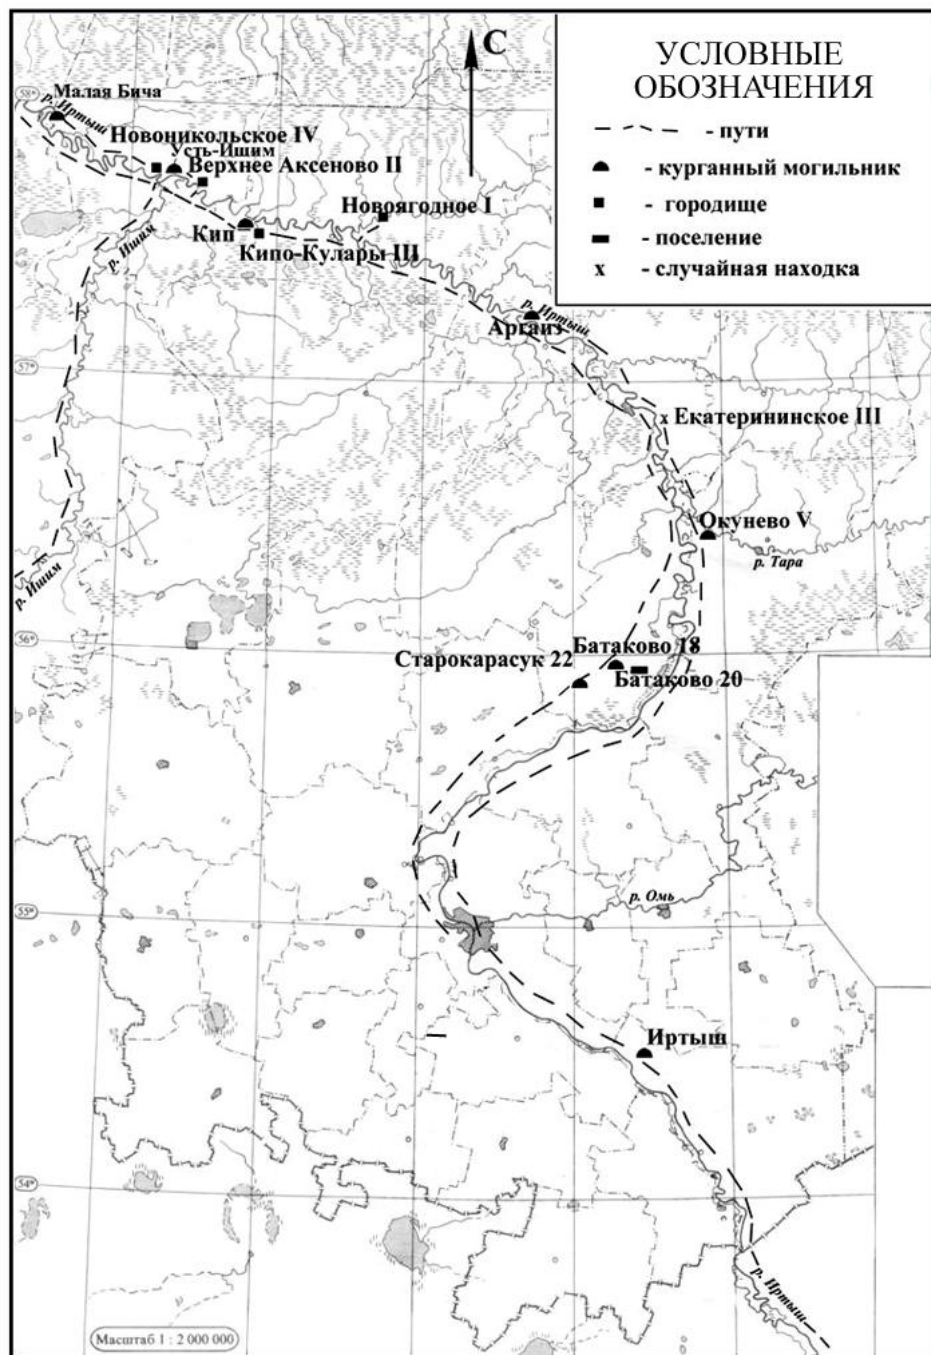 УСЛОВНЫЕ
ОБОЗНАЧЕНИЯ
- пути
- курганный могильник
- городище
- поселение
x - случайная находка
С
58°
Малая Бича
р. Иртыш
Новоникольское IV
Усть-Ишим
Верхнее Аксеново II
Новоягодное I
Кип
Кипо-Кулары III
р. Ишим
р. Иртыш
Аргаиз
57°
x Екатерининское III
Окунево V
р. Тара
р. Ишим
56°
Батаково 18
Старокарасук 22
Батаково 20
р. Омь
55°
Иртыш
54°
р. Иртыш
Масштаб 1 : 2 000 000